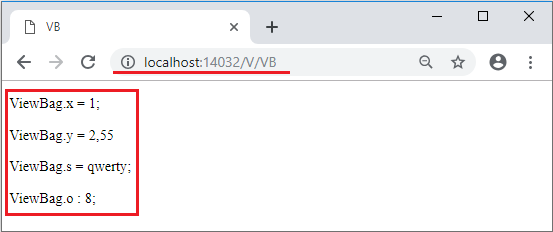 VB
localhost:14032/V/VB
ViewBag.x = 1;
ViewBag.y = 2,55
ViewBag.s = qwerty;
ViewBag.o : 8;